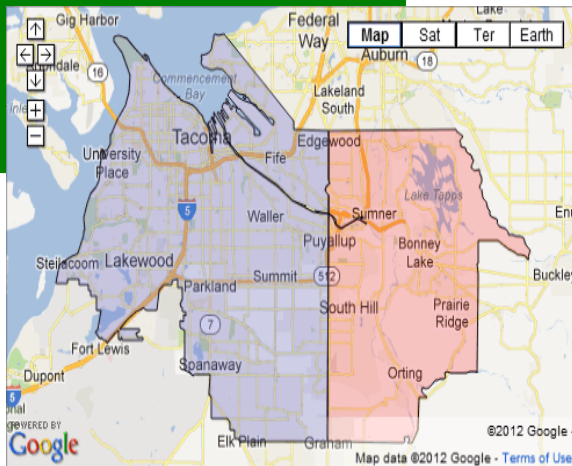 Gig Harbor
Federal
Way
Lake
Map
Sat
Ter
Earth
Auburn
16
18
Commencement
Bay
Lakeland
South
Tacoma
Edgewood
University
Place
Fife
Lake Tapps
5
Waller
Sumner
Puyallup
Bonney
Lake
Steilacoom
Lakewood
Summit
512
Buckley
Parkland
South Hill
Prairie
Ridge
7
Fort Lewis
Spanaway
Dupont
Orting
5
POWERED BY
Google
Elk Plain
Graham
©2012 Google -
Map data ©2012 Google - Terms of Use